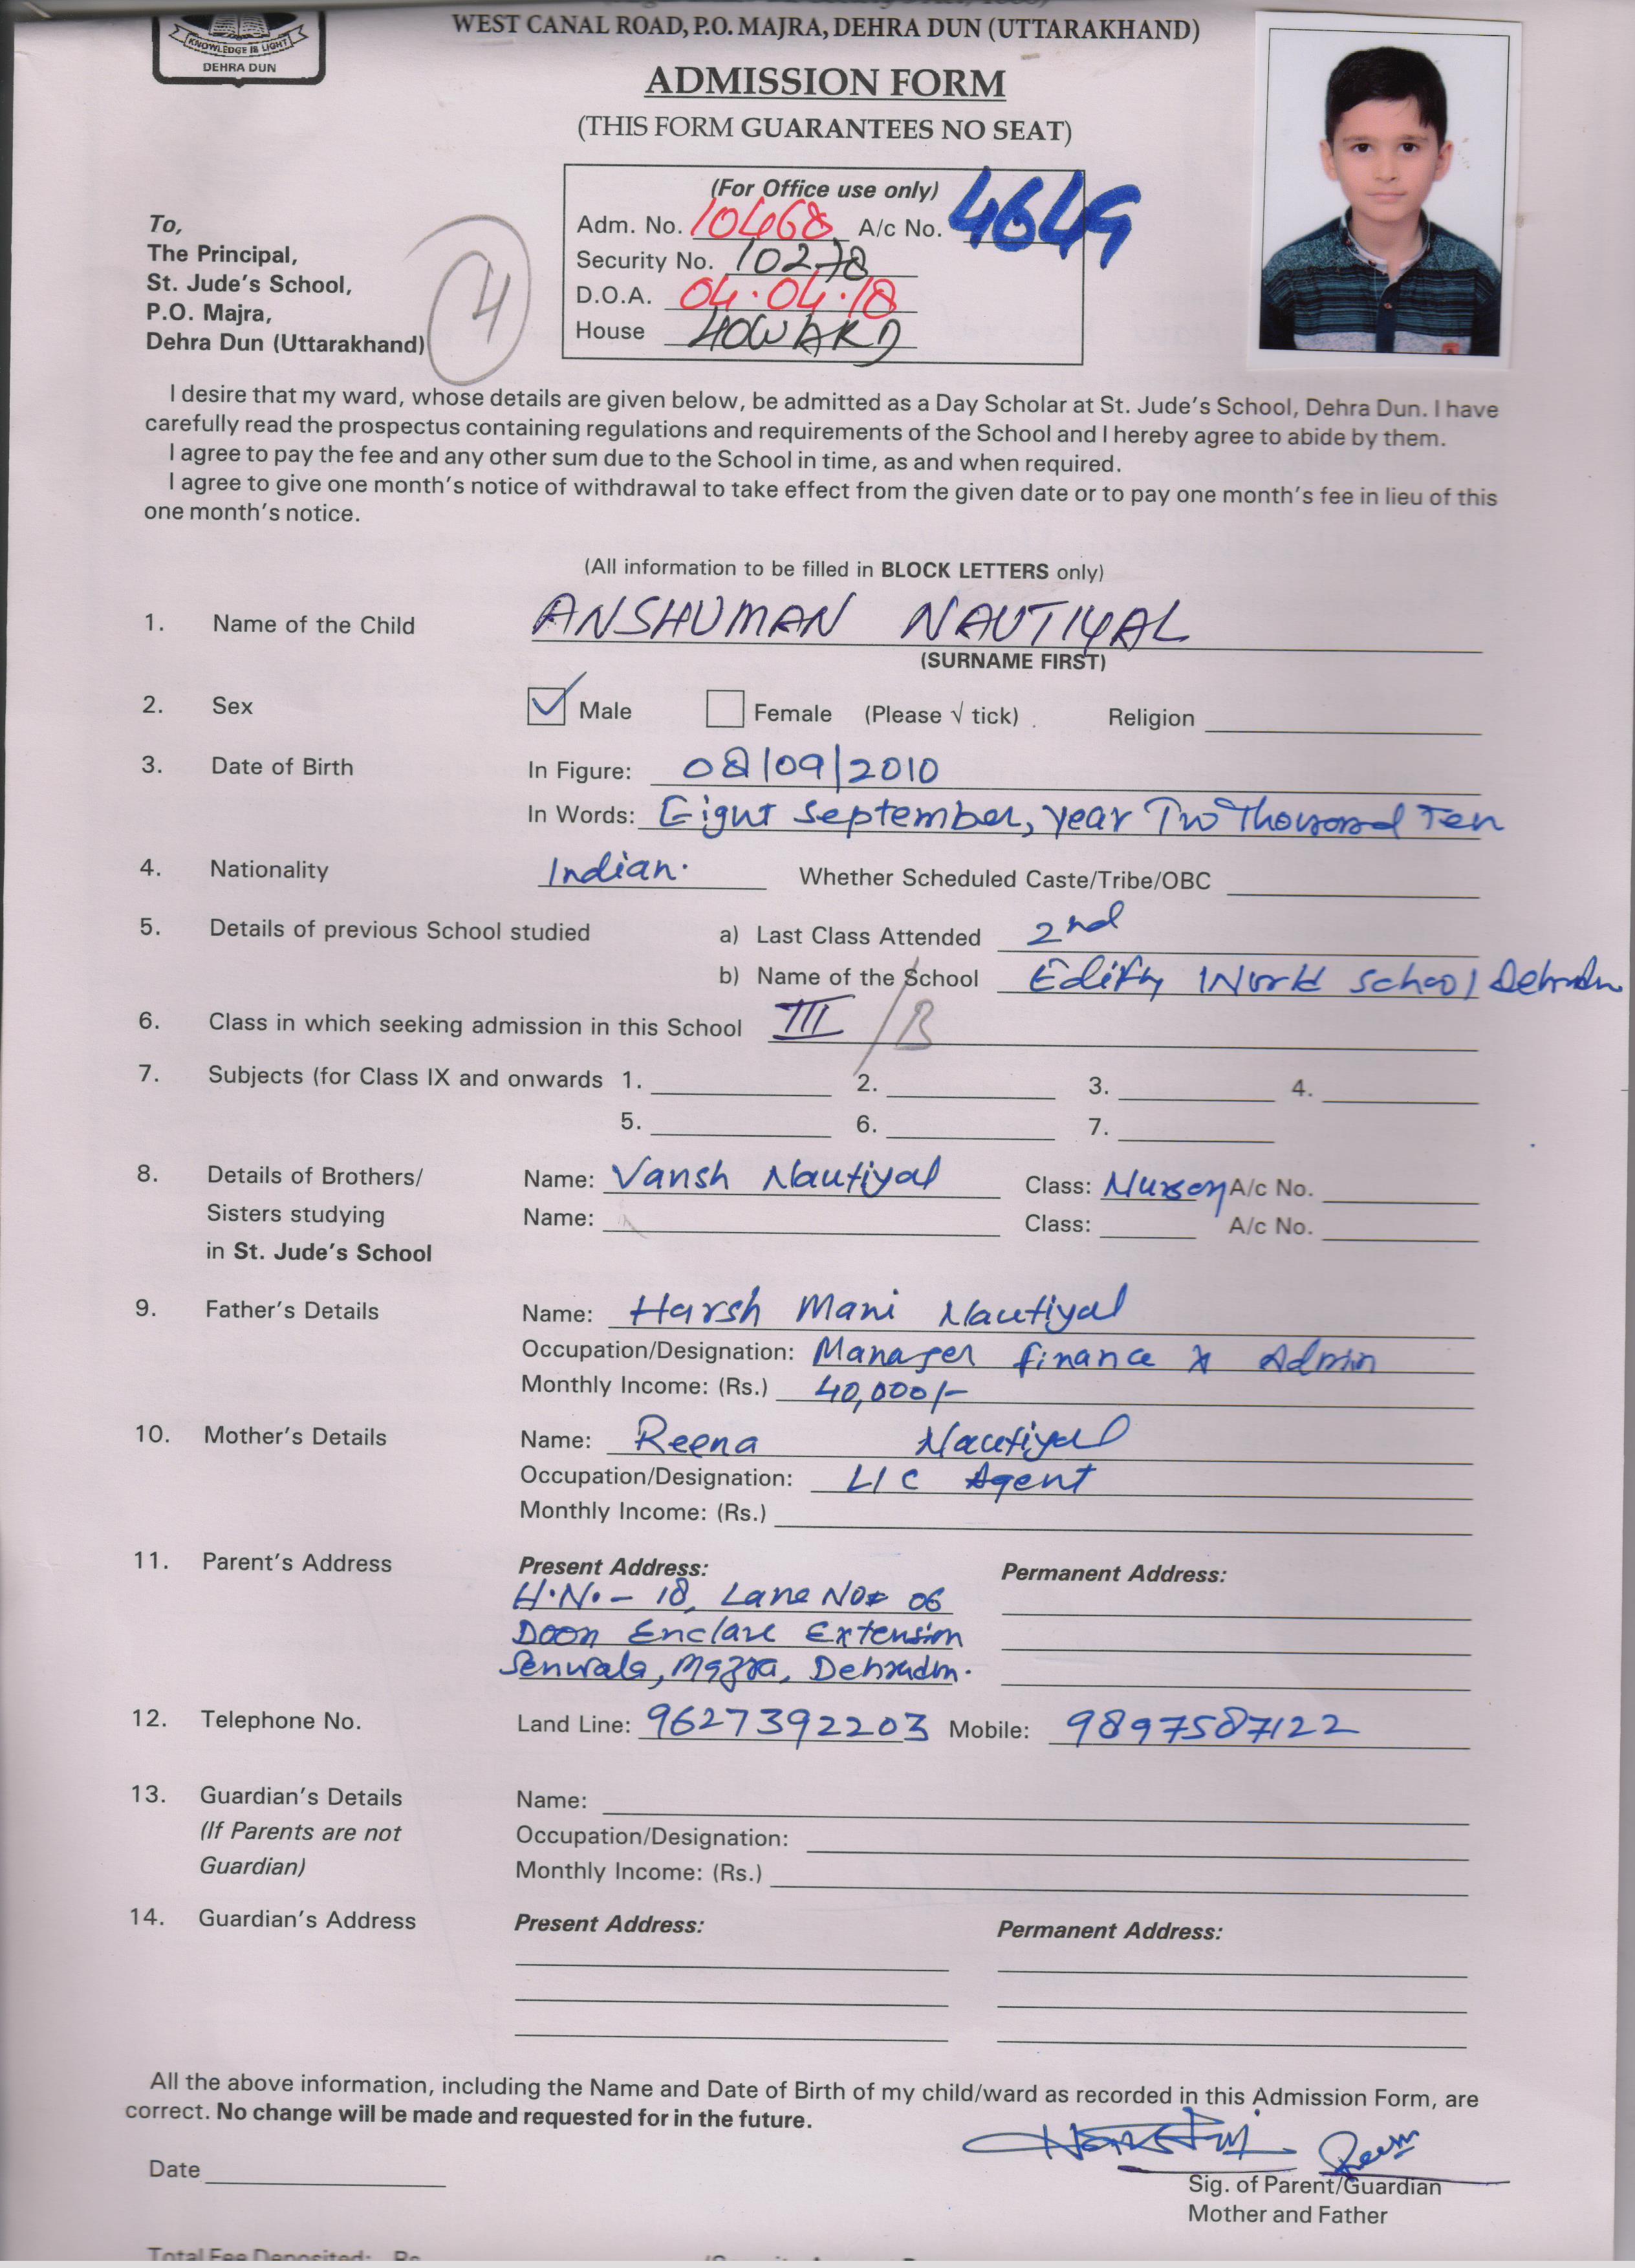 KNOWLEDGE IS LIGHT
DEHRA DUN
WEST CANAL ROAD, P.O. MAJRA, DEHRA DUN (UTTARAKHAND)
ADMISSION FORM
(THIS FORM GUARANTEES NO SEAT)
(For Office use only)
Adm. No. 10468 A/c No. 4649
Security No. 10278
D.O.A. 04.04.18
House HOWARD
To,
The Principal,
St. Jude's School,
P.O. Majra,
Dehra Dun (Uttarakhand)
4
I desire that my ward, whose details are given below, be admitted as a Day Scholar at St. Jude's School, Dehra Dun. I have
carefully read the prospectus containing regulations and requirements of the School and I hereby agree to abide by them.
I agree to pay the fee and any other sum due to the School in time, as and when required.
I agree to give one month's notice of withdrawal to take effect from the given date or to pay one month's fee in lieu of this
one month's notice.
(All information to be filled in BLOCK LETTERS only)
1. Name of the Child ANSHUMAN NAUTIYAL
(SURNAME FIRST)
2. Sex Male Female (Please √ tick) . Religion
3. Date of Birth In Figure: 08/09/2010
In Words: Eight September, year Two Thousand Ten
4. Nationality Indian. Whether Scheduled Caste/Tribe/OBC
5. Details of previous School studied a) Last Class Attended 2nd
b) Name of the School Edify World School Dehradun
6. Class in which seeking admission in this School III / B
7. Subjects (for Class IX and onwards 1. 2. 3. 4.
5. 6. 7.
8. Details of Brothers/ Name: Vansh Nautiyal Class: Nursery A/c No.
Sisters studying Name: Class: A/c No.
in St. Jude's School
9. Father's Details Name: Harsh Mani Nautiyal
Occupation/Designation: Manager finance & Admin
Monthly Income: (Rs.) 40,000/-
10. Mother's Details Name: Reena Nautiyal
Occupation/Designation: LIC Agent
Monthly Income: (Rs.)
11. Parent's Address Present Address: Permanent Address:
H.No. - 18, Lane No. 06
Doon Enclave Extension
Majra, Dehradun.
12. Telephone No. Land Line: 9627392203 Mobile: 9897587122
13. Guardian's Details Name:
(If Parents are not Occupation/Designation:
Guardian) Monthly Income: (Rs.)
14. Guardian's Address Present Address: Permanent Address:
All the above information, including the Name and Date of Birth of my child/ward as recorded in this Admission Form, are
correct. No change will be made and requested for in the future.
Date
Sig. of Parent/Guardian
Mother and Father
Total Fee Deposited: Rs.